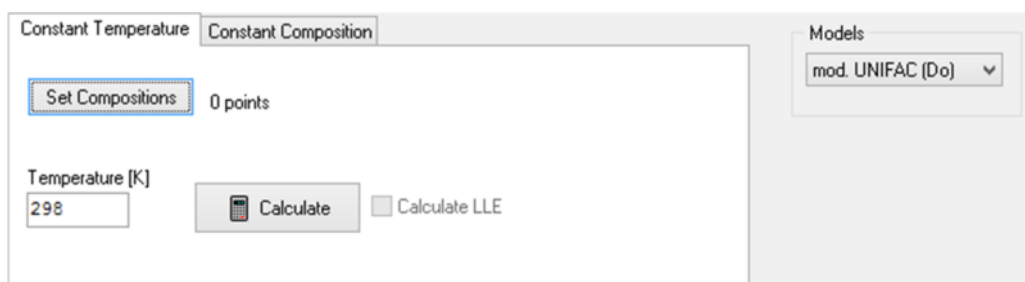 Constant Temperature Constant Composition
Models
mod. UNIFAC (Do)
Set Compositions 0 points
Temperature [K]
298
Calculate Calculate LLE